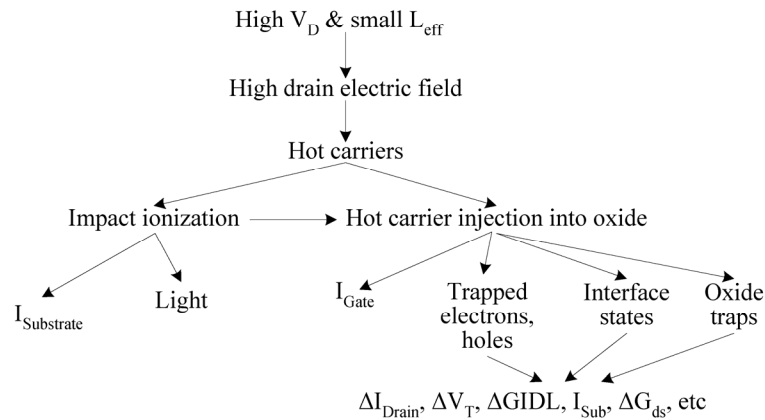 High V_D & small L_eff
High drain electric field
Hot carriers
Impact ionization
Hot carrier injection into oxide
I_Substrate
Light
I_Gate
Trapped
electrons,
holes
Interface
states
Oxide
traps
ΔI_Drain, ΔV_T, ΔGIDL, I_Sub, ΔG_ds, etc